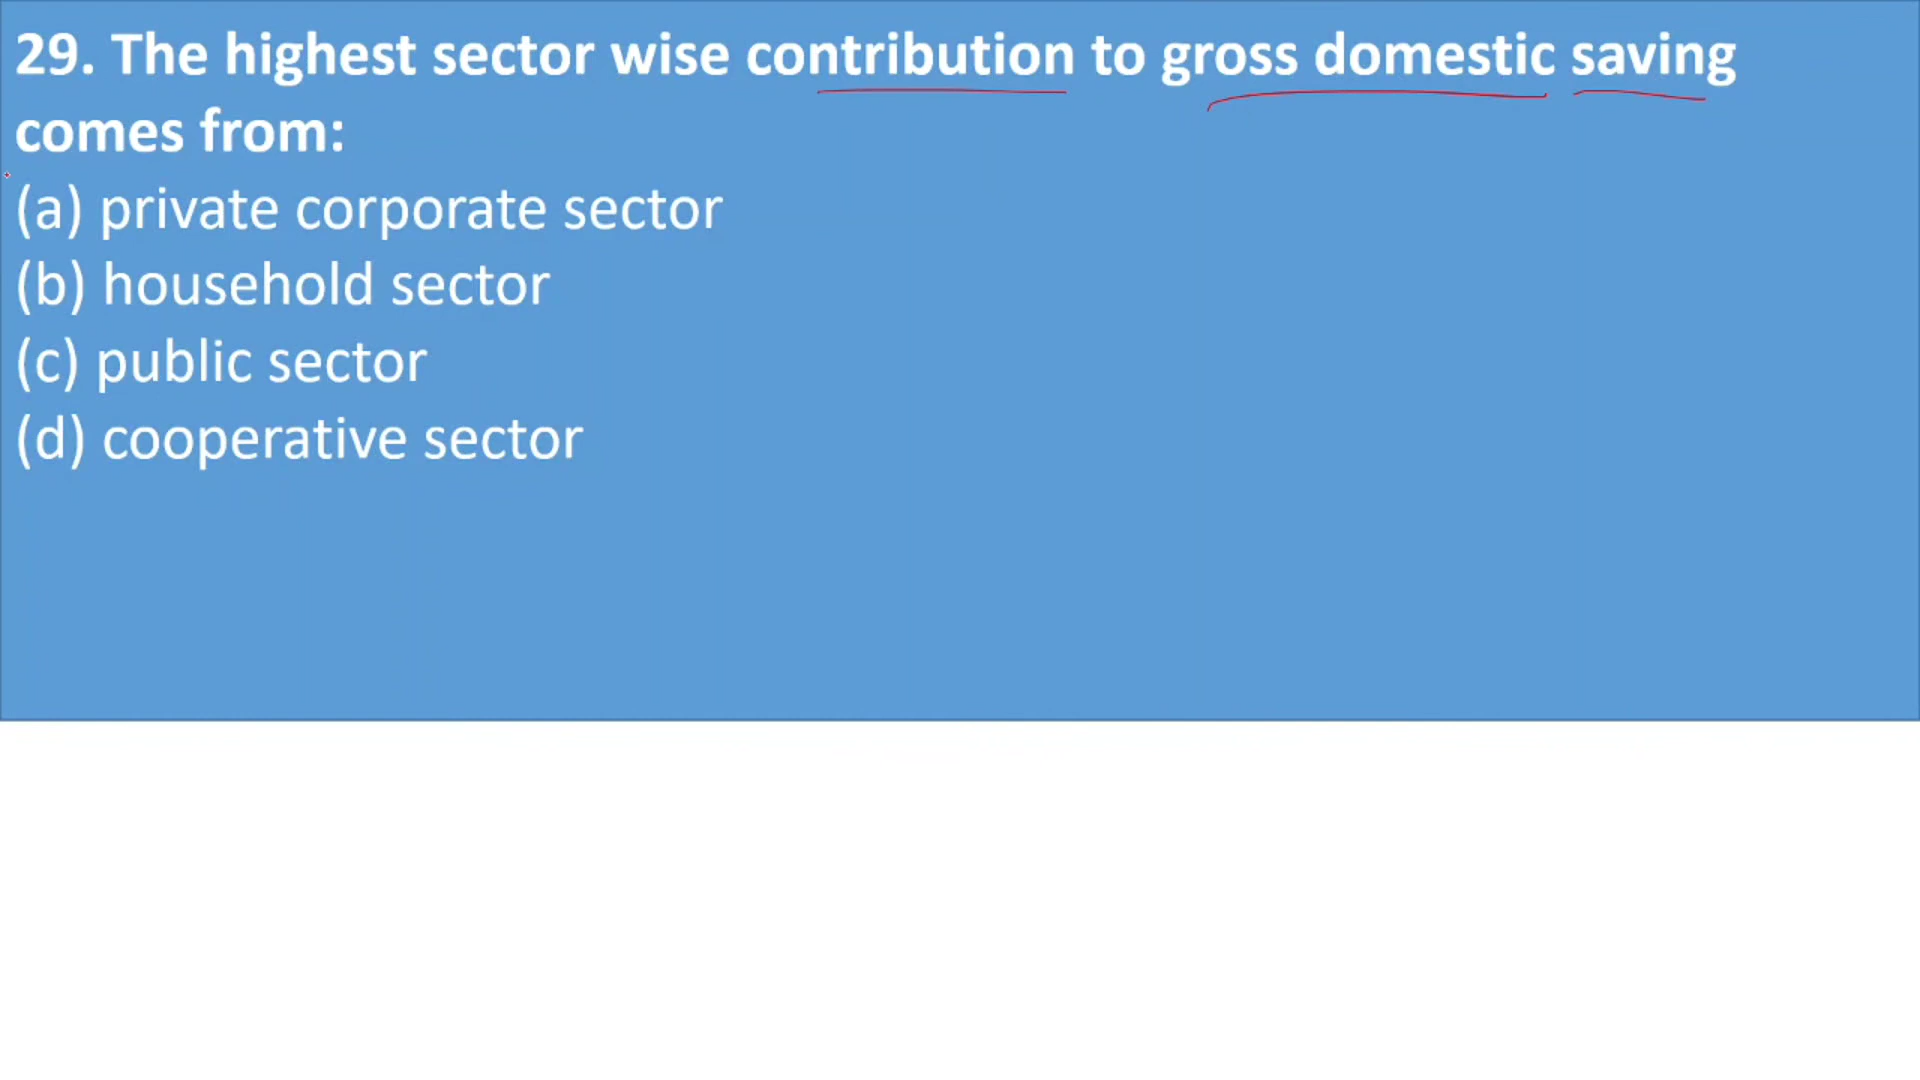 29. The highest sector wise contribution to gross domestic saving
comes from:
(a) private corporate sector
(b) household sector
(c) public sector
(d) cooperative sector